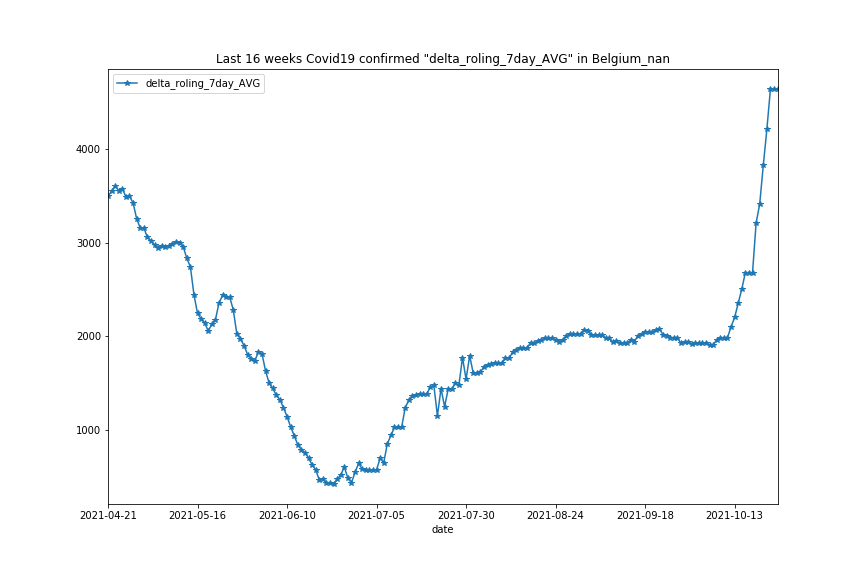 Last 16 weeks Covid19 confirmed "delta_roling_7day_AVG" in Belgium_nan
delta_roling_7day_AVG
4000
3000
2000
1000
2021-04-21 2021-05-16 2021-06-10 2021-07-05 2021-07-30 2021-08-24 2021-09-18 2021-10-13
date